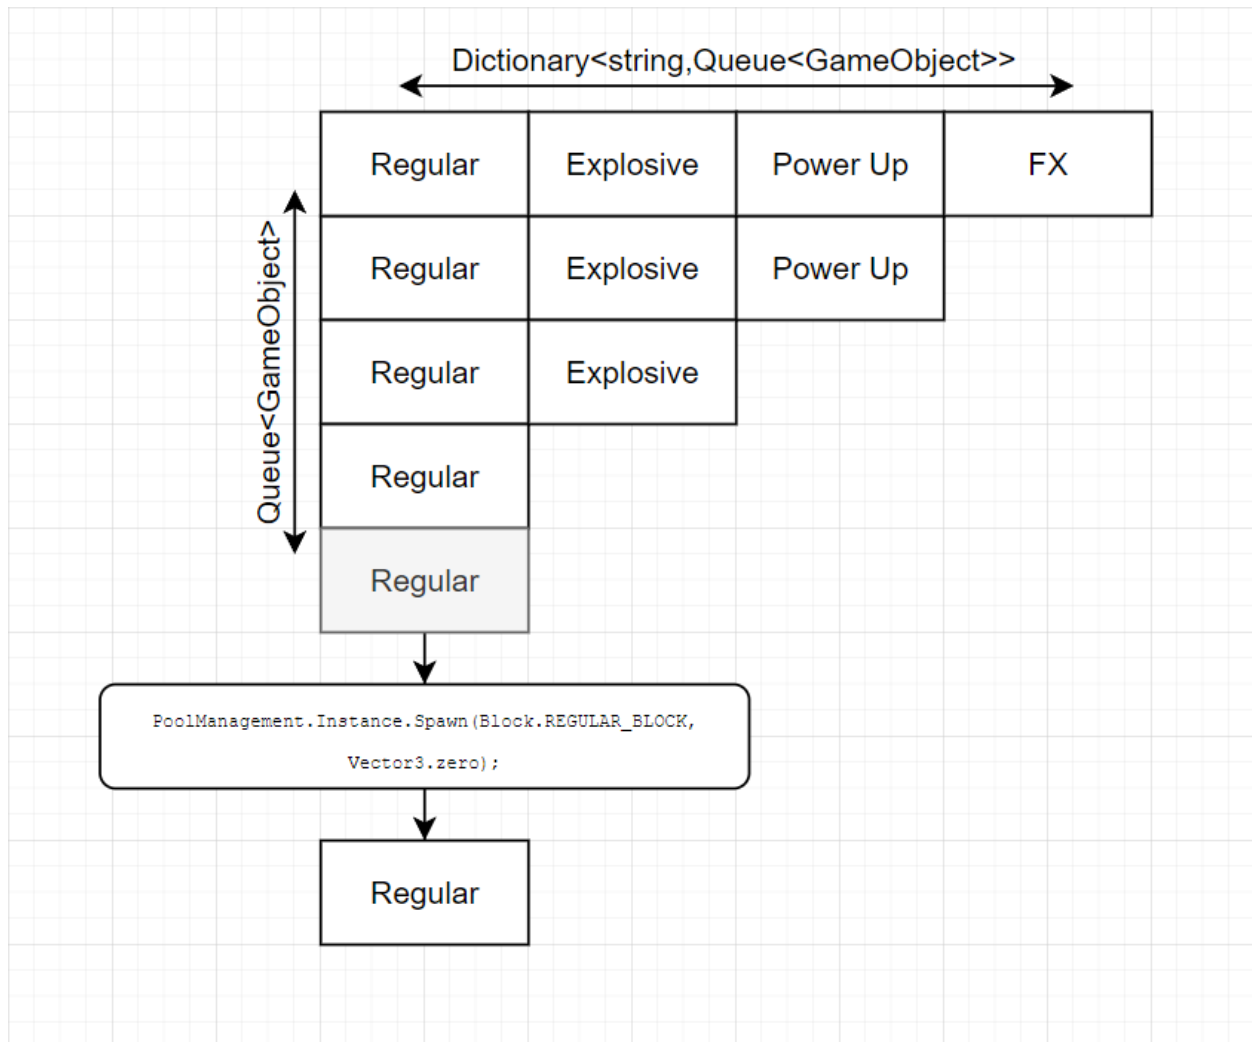 Dictionary<string,Queue<GameObject>>
Regular Explosive Power Up FX
Queue<GameObject>
Regular Explosive Power Up
Regular Explosive
Regular
Regular
PoolManagement.Instance.Spawn(Block.REGULAR_BLOCK,
Vector3.zero);
Regular